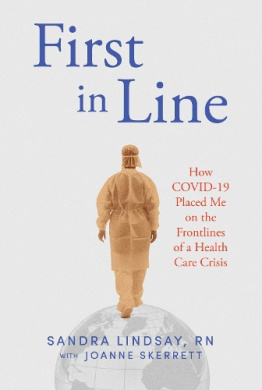 First
in Line
How
COVID-19
Placed Me
on the
Frontlines
of a Health
Care Crisis
SANDRA LINDSAY, RN
WITH JOANNE SKERRETT